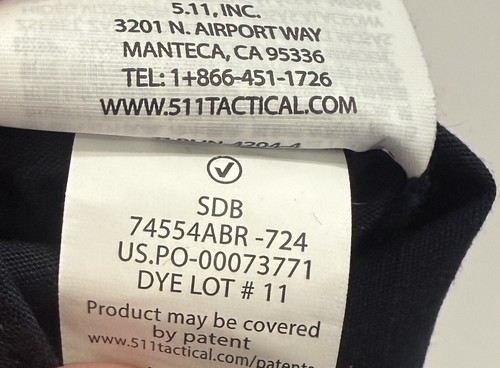 5.11, INC.
3201 N. AIRPORT WAY
MANTECA, CA 95336
TEL: 1+866-451-1726
WWW.511TACTICAL.COM
SDB
74554ABR -724
US.PO-00073771
DYE LOT # 11
Product may be covered
by patent
www.511tactical.com/patents